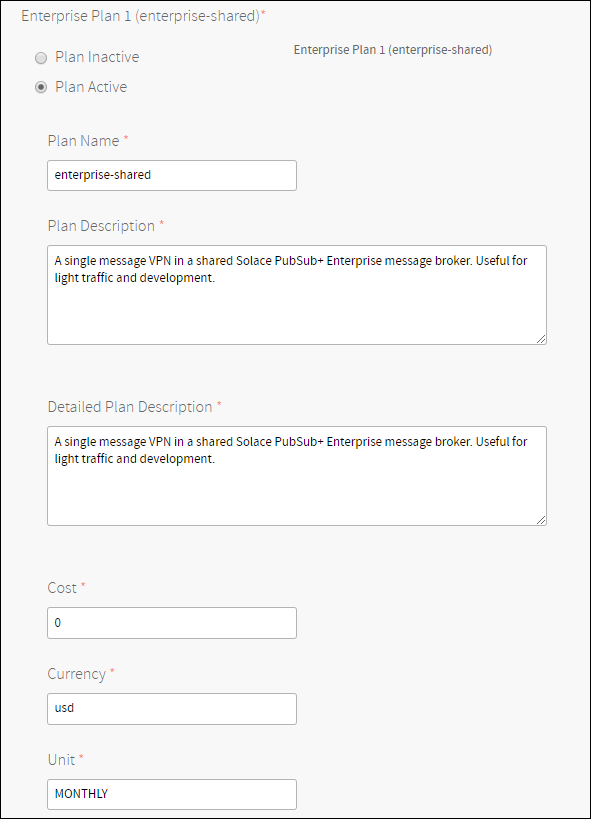 Enterprise Plan 1 (enterprise-shared)*
Plan Inactive
Enterprise Plan 1 (enterprise-shared)
Plan Active
Plan Name *
enterprise-shared
Plan Description *
A single message VPN in a shared Solace PubSub+ Enterprise message broker. Useful for
light traffic and development.
Detailed Plan Description *
A single message VPN in a shared Solace PubSub+ Enterprise message broker. Useful for
light traffic and development.
Cost *
0
Currency *
usd
Unit *
MONTHLY